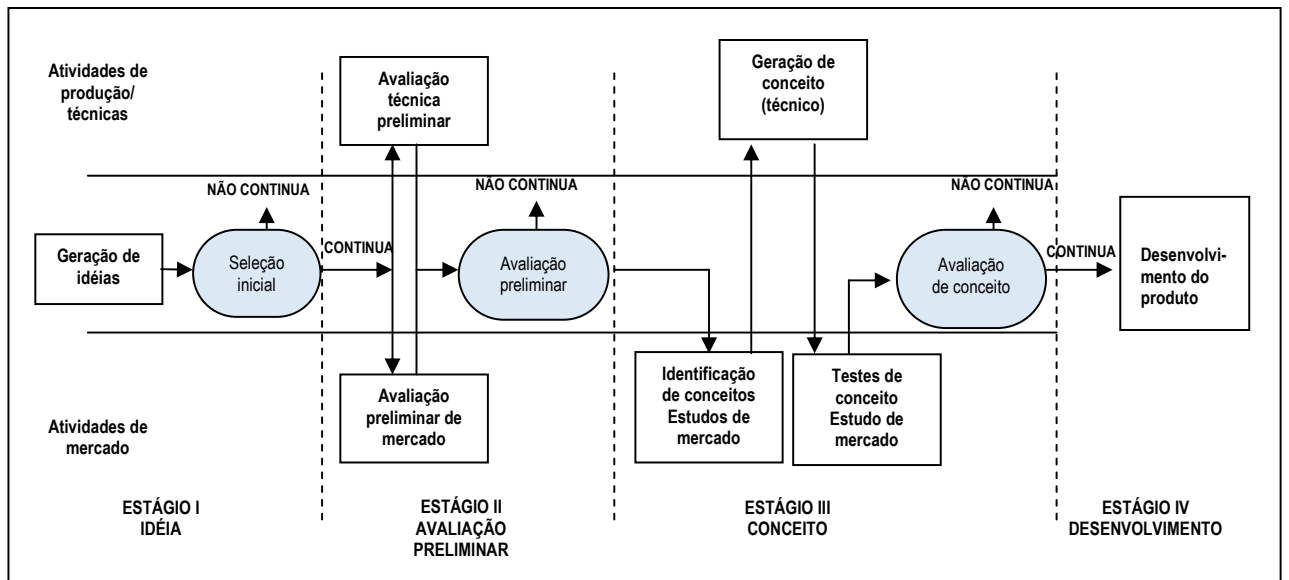 Atividades de
produção/
técnicas
Avaliação
técnica
preliminar
Geração de
conceito
(técnico)
NÃO CONTINUA
NÃO CONTINUA
NÃO CONTINUA
Geração de
idéias
Seleção
inicial
CONTINUA
Avaliação
preliminar
Avaliação
de conceito
CONTINUA
Desenvolvi-
mento do
produto
Atividades de
mercado
Avaliação
preliminar de
mercado
Identificação
de conceitos
Estudos de
mercado
Testes de
conceito
Estudo de
mercado
ESTÁGIO I
IDÉIA
ESTÁGIO II
AVALIAÇÃO
PRELIMINAR
ESTÁGIO III
CONCEITO
ESTÁGIO IV
DESENVOLVIMENTO